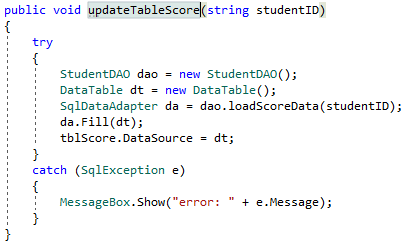 public void updateTableScore(string studentID)
{
try
{
StudentDAO dao = new StudentDAO();
DataTable dt = new DataTable();
SqlDataAdapter da = dao.loadScoreData(studentID);
da.Fill(dt);
tblScore.DataSource = dt;
}
catch (SqlException e)
{
MessageBox.Show("error: " + e.Message);
}
}